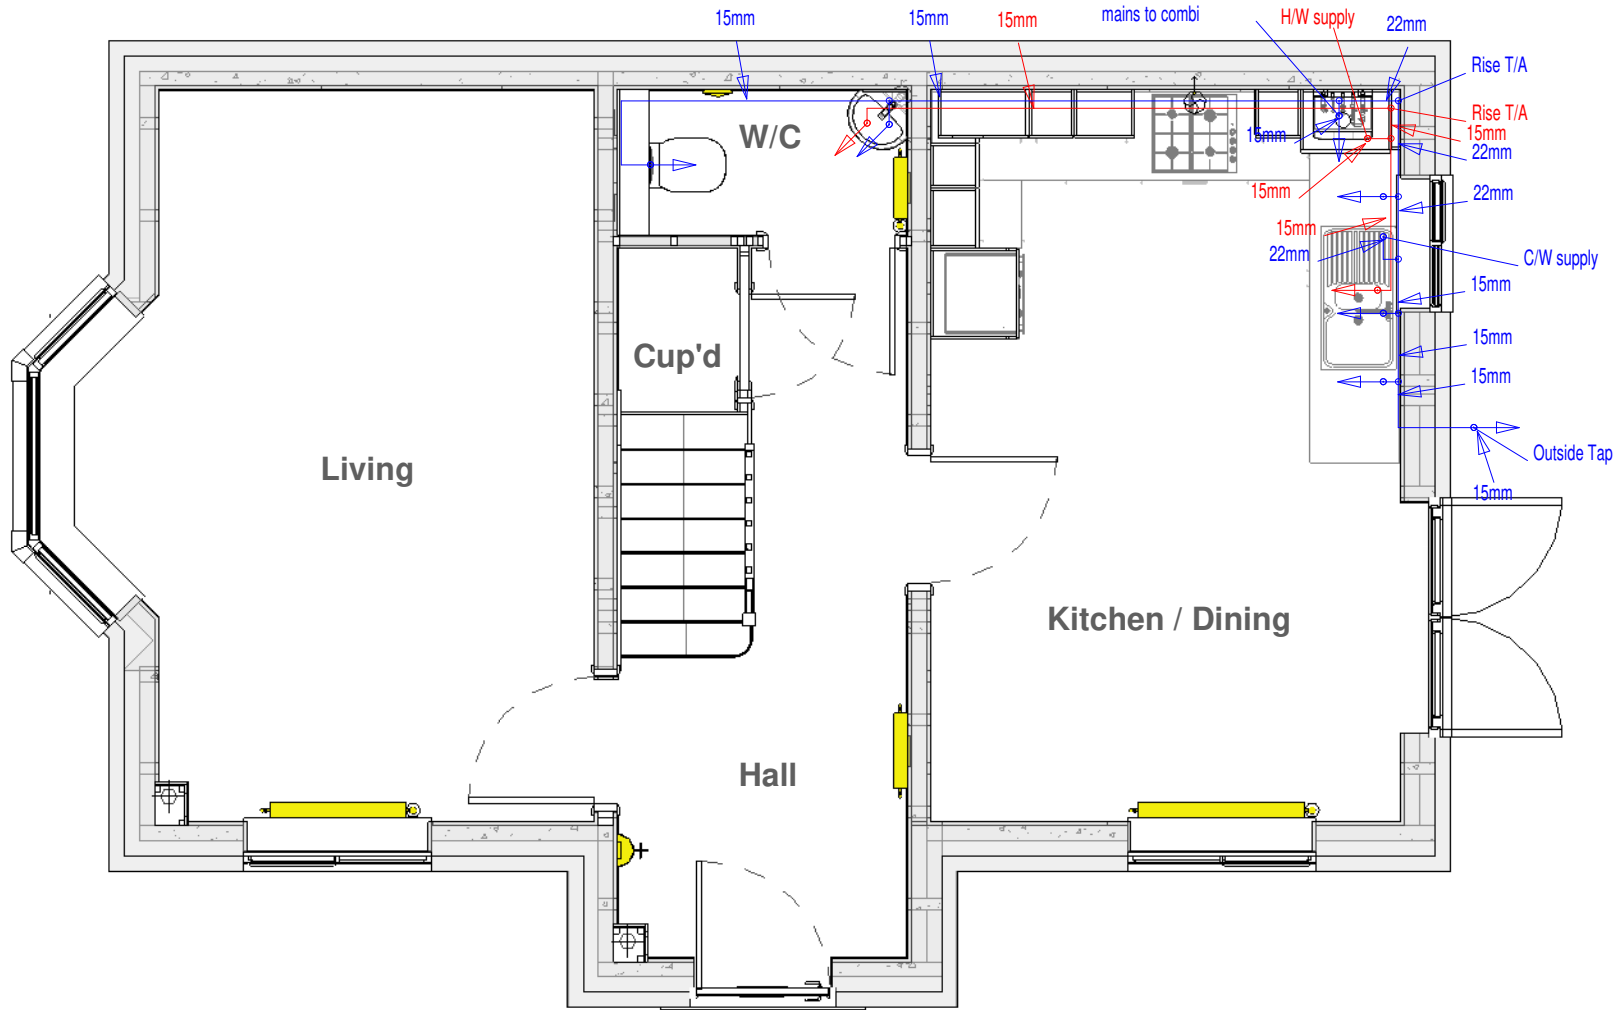 15mm
15mm
15mm
mains to combi
H/W supply
22mm
Rise T/A
Rise T/A
15mm
15mm
22mm
W/C
15mm
22mm
15mm
22mm
C/W supply
15mm
15mm
Cup'd
15mm
Living
Outside Tap
15mm
Kitchen / Dining
Hall